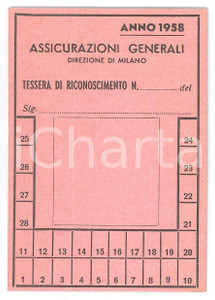 ANNO 1958
ASSICURAZIONI GENERALI
DIREZIONE DI MILANO
TESSERA DI RICONOSCIMENTO N. del
Sig.
25 24
26 23
27 22
28 21
11 12 13 14 15 16 17 18 19 20
1 2 3 4 5 6 7 8 9 10
Charta